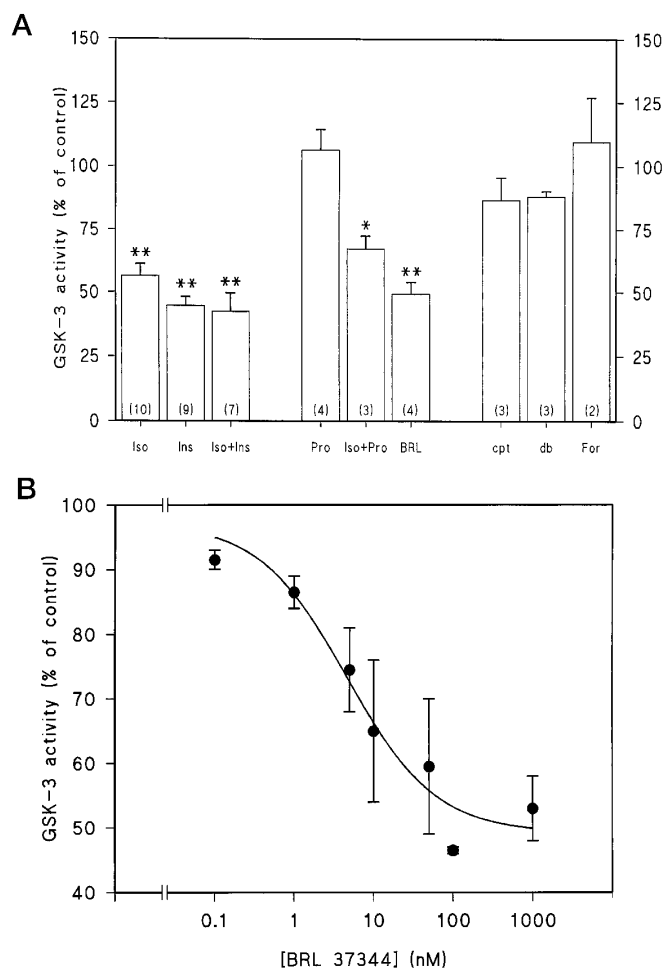 A
GSK-3 activity (% of control)
150
125
100
75
50
25
0
150
125
100
75
50
25
0
** ** ** * **
(10) (9) (7) (4) (3) (4) (3) (3) (2)
Iso Ins Iso+Ins Pro Iso+Pro BRL cpt db For
B
GSK-3 activity (% of control)
100
90
80
70
60
50
40
0.1 1 10 100 1000
[BRL 37344] (nM)